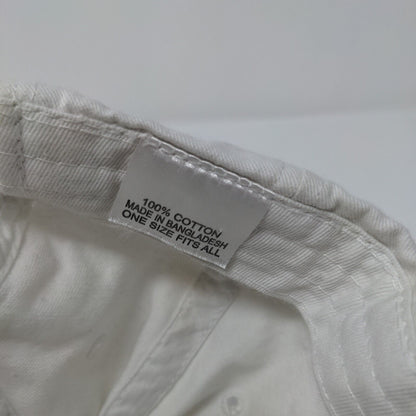 100% COTTON
MADE IN BANGLADESH
ONE SIZE FITS ALL